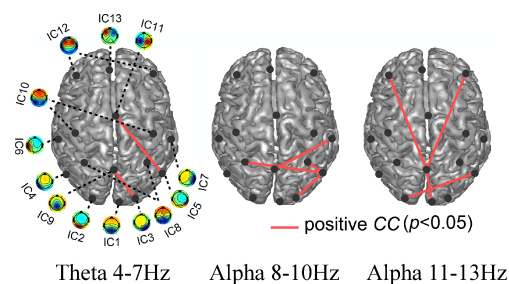 IC13
IC12
IC11
IC10
IC6
IC4
IC9
IC2
IC1
IC3
IC8
IC5
IC7
positive CC (p<0.05)
Theta 4-7Hz Alpha 8-10Hz Alpha 11-13Hz